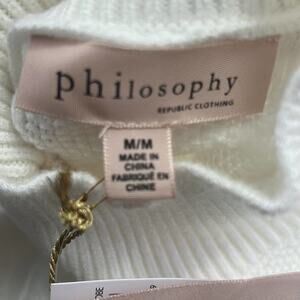 philosophy
REPUBLIC CLOTHING
M/M
MADE IN
CHINA
FABRIQUÉ EN
CHINE